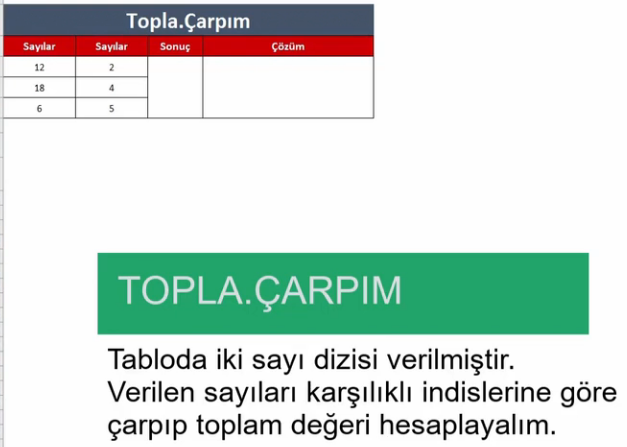 Topla.Çarpım
Sayılar Sayılar Sonuç Çözüm
12 2
18 4
6 5
TOPLA.ÇARPIM
Tabloda iki sayı dizisi verilmiştir.
Verilen sayıları karşılıklı indislerine göre
çarpıp toplam değeri hesaplayalım.